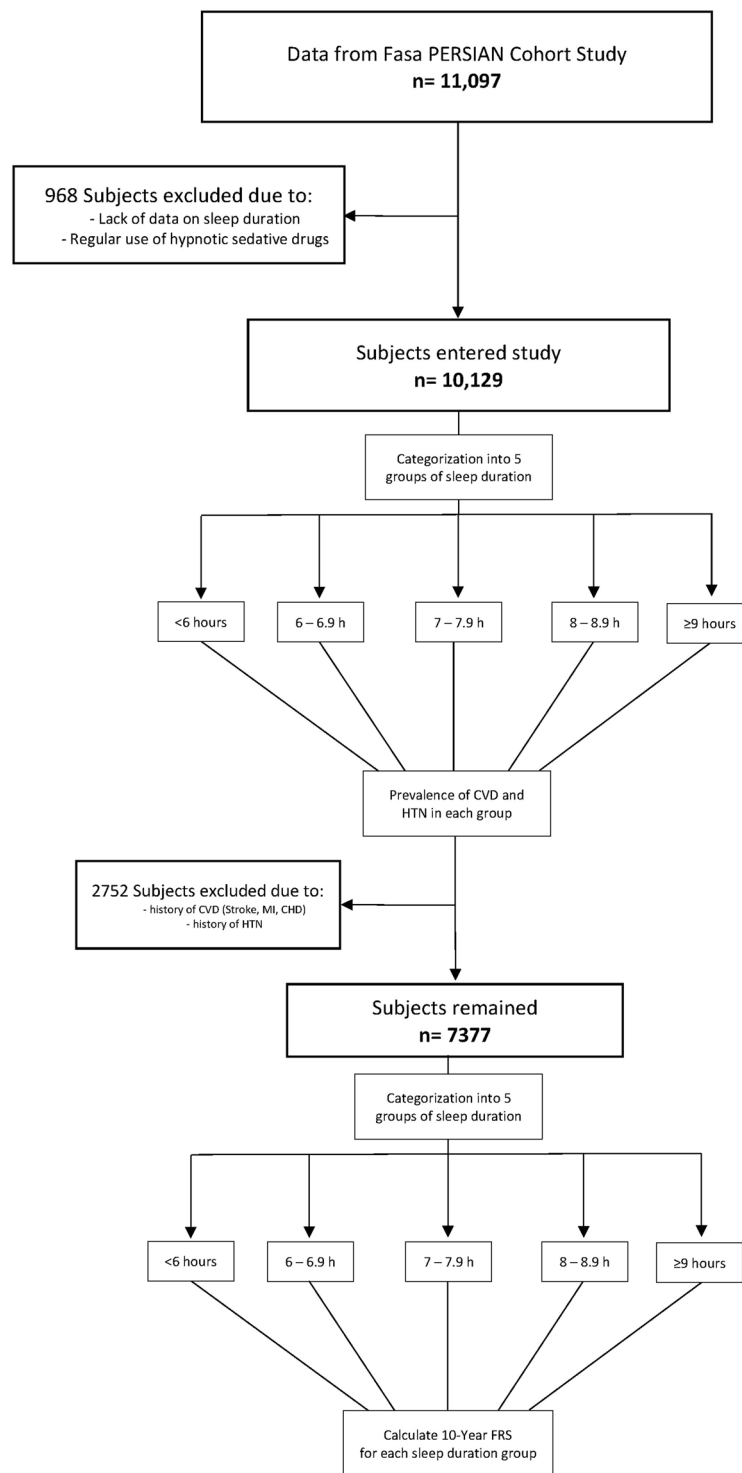 Data from Fasa PERSIAN Cohort Study
n= 11,097
968 Subjects excluded due to:
- Lack of data on sleep duration
- Regular use of hypnotic sedative drugs
Subjects entered study
n= 10,129
Categorization into 5
groups of sleep duration
<6 hours
6 – 6.9 h
7 – 7.9 h
8 – 8.9 h
≥9 hours
Prevalence of CVD and
HTN in each group
2752 Subjects excluded due to:
- history of CVD (Stroke, MI, CHD)
- history of HTN
Subjects remained
n= 7377
Categorization into 5
groups of sleep duration
<6 hours
6 – 6.9 h
7 – 7.9 h
8 – 8.9 h
≥9 hours
Calculate 10-Year FRS
for each sleep duration group